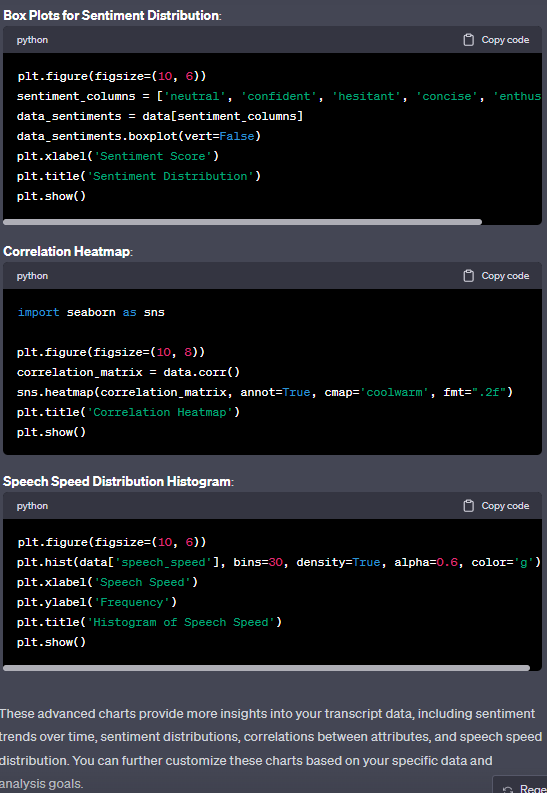 Box Plots for Sentiment Distribution:
python
Copy code
plt.figure(figsize=(10, 6))
sentiment_columns = ['neutral', 'confident', 'hesitant', 'concise', 'enthus
data_sentiments = data[sentiment_columns]
data_sentiments.boxplot(vert=False)
plt.xlabel('Sentiment Score')
plt.title('Sentiment Distribution')
plt.show()
Correlation Heatmap:
python
Copy code
import seaborn as sns
plt.figure(figsize=(10, 8))
correlation_matrix = data.corr()
sns.heatmap(correlation_matrix, annot=True, cmap='coolwarm', fmt=".2f")
plt.title('Correlation Heatmap')
plt.show()
Speech Speed Distribution Histogram:
python
Copy code
plt.figure(figsize=(10, 6))
plt.hist(data['speech_speed'], bins=30, density=True, alpha=0.6, color='g')
plt.xlabel('Speech Speed')
plt.ylabel('Frequency')
plt.title('Histogram of Speech Speed')
plt.show()
These advanced charts provide more insights into your transcript data, including sentiment
trends over time, sentiment distributions, correlations between attributes, and speech speed
distribution. You can further customize these charts based on your specific data and
analysis goals.
Rege